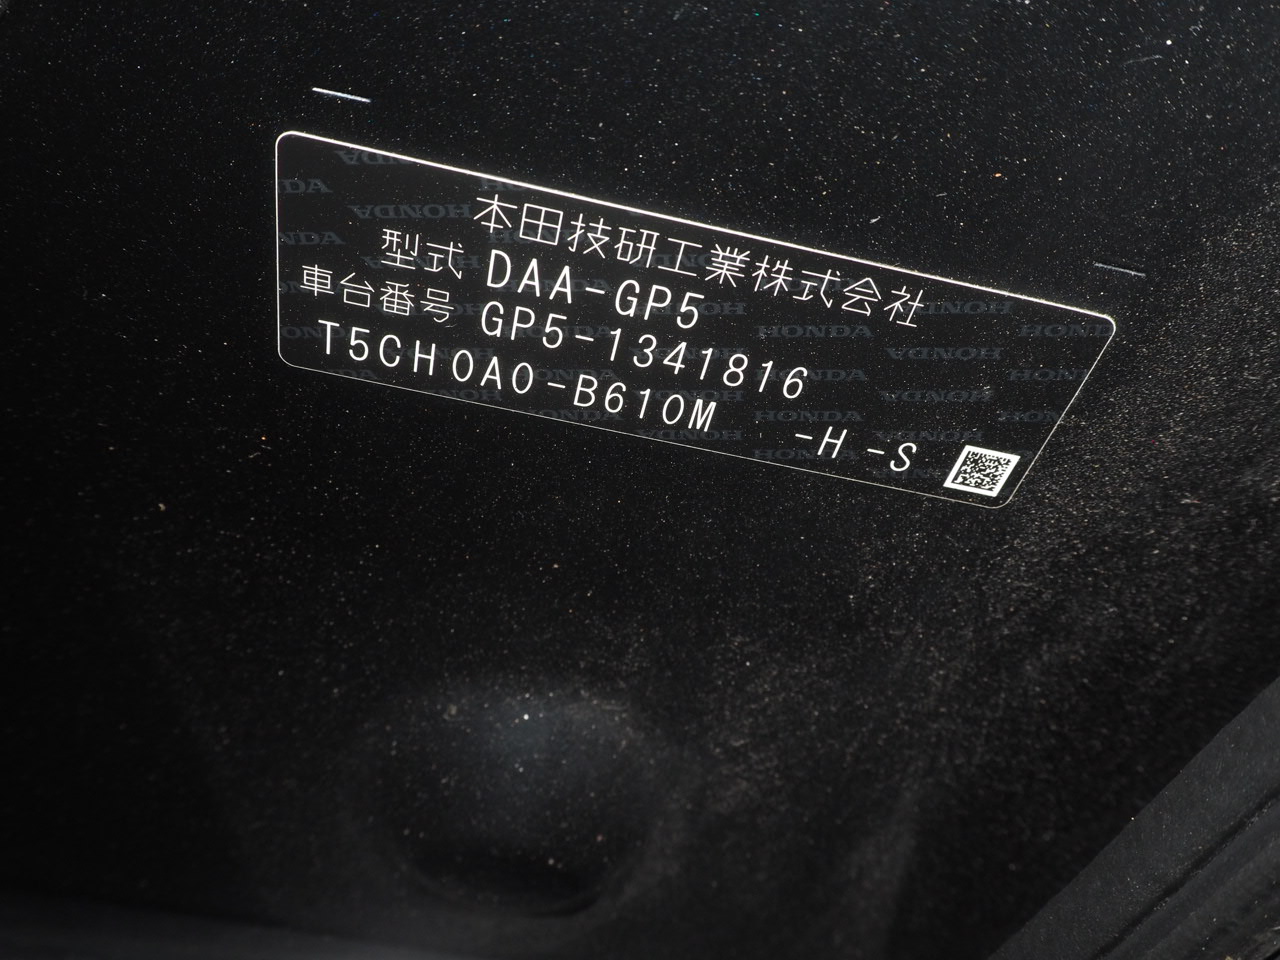 本田技研工業株式会社
型式 DAA-GP5
車台番号 GP5-1341816
T5CH0A0-B610M -H -S